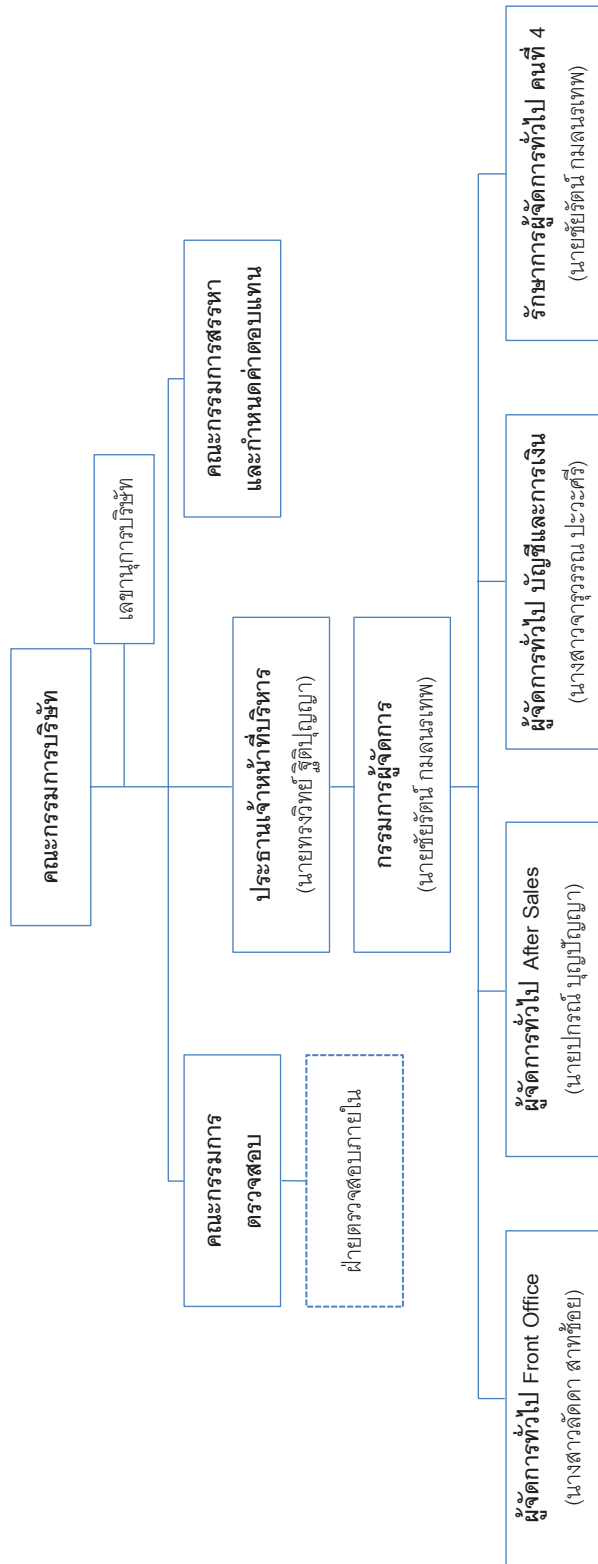 คณะกรรมการบริษัท
เลขานุการบริษัท
คณะกรรมการ
ตรวจสอบ
ฝ่ายตรวจสอบภายใน
ประธานเจ้าหน้าที่บริหาร
(นายทรงวิทย์ ฐิติปุญญา)
คณะกรรมการสรรหา
และกำหนดค่าตอบแทน
กรรมการผู้จัดการ
(นายชัยรัตน์ กมลนรเทพ)
ผู้จัดการทั่วไป Front Office
(นางสาวลัดดา สาทช้อย)
ผู้จัดการทั่วไป After Sales
(นายปกรณ์ บุญปัญญา)
ผู้จัดการทั่วไป บัญชีและการเงิน
(นางสาวจารุวรรณ ปะวะศรี)
รักษาการผู้จัดการทั่วไป คนที่ 4
(นายชัยรัตน์ กมลนรเทพ)